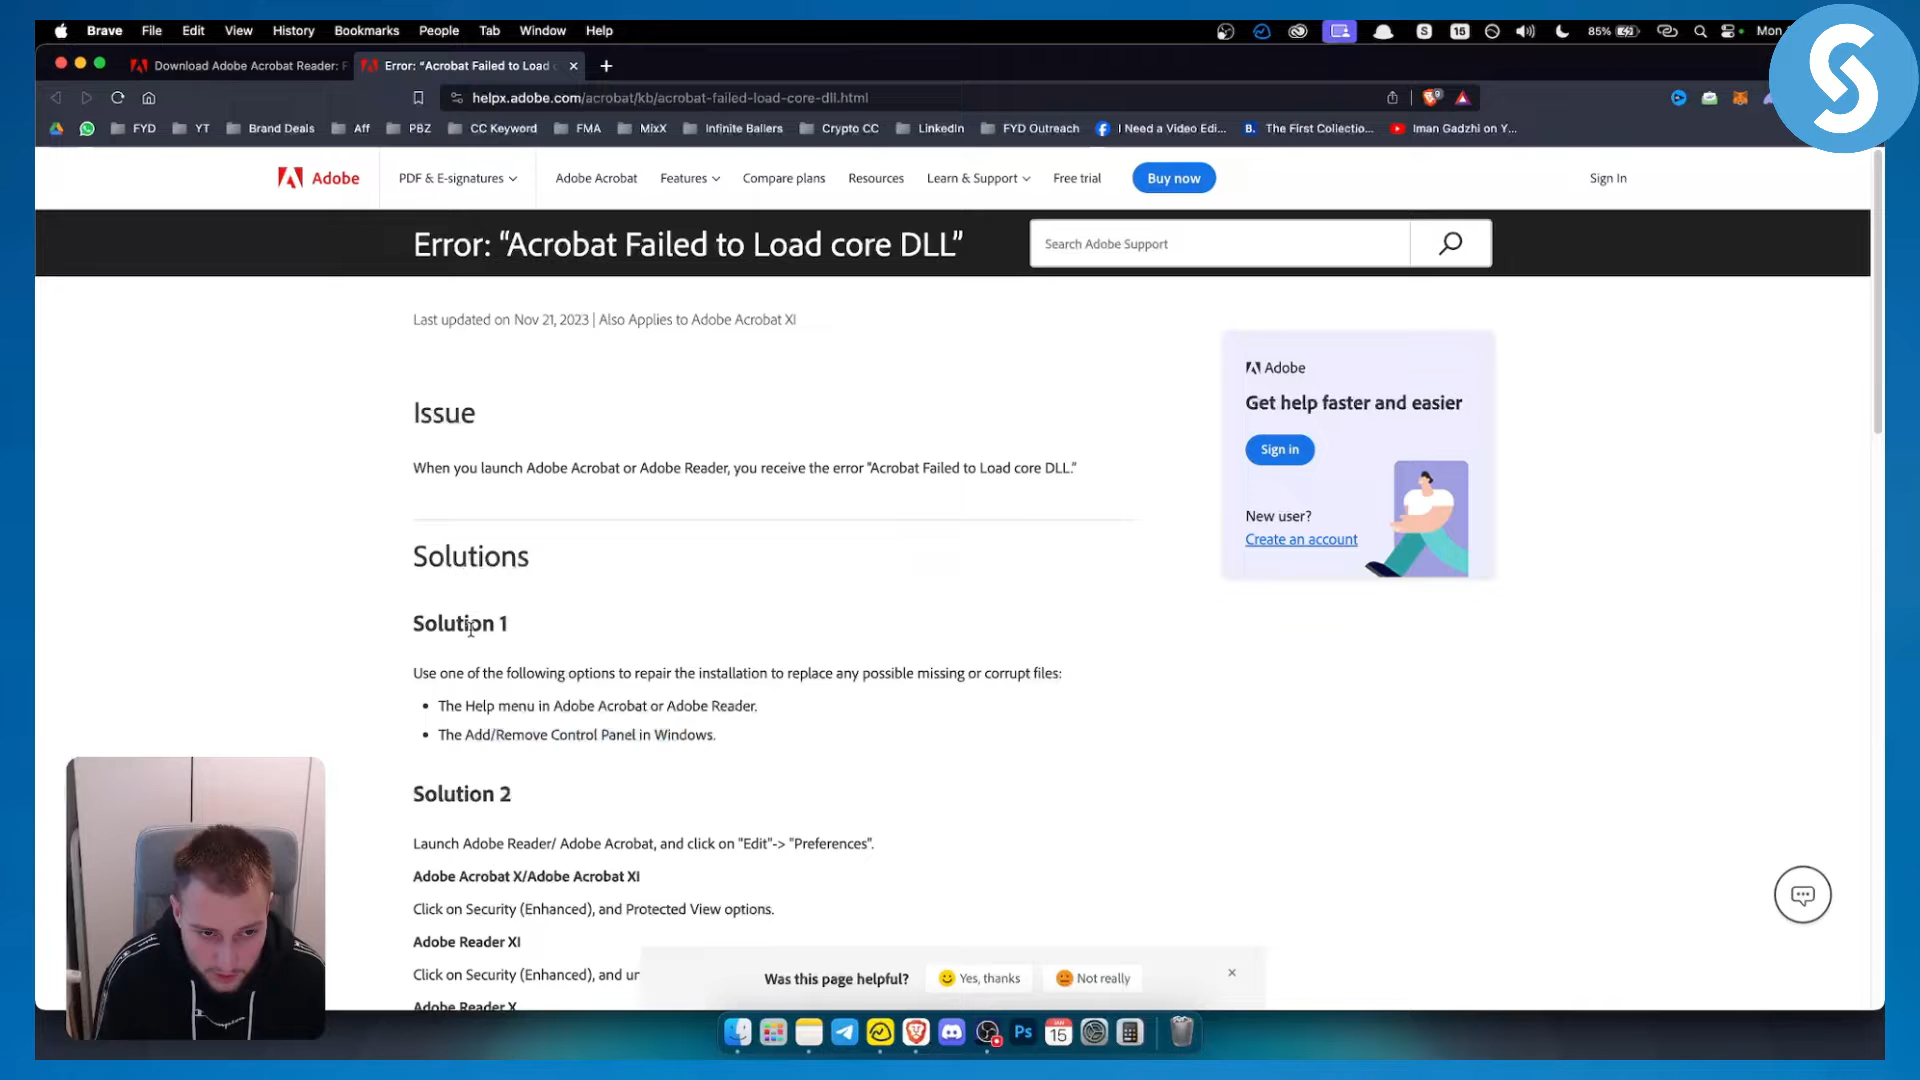 Brave File Edit View History Bookmarks People Tab Window Help 15 85% Mon
Download Adobe Acrobat Reader: F Error: “Acrobat Failed to Load
helpx.adobe.com/acrobat/kb/acrobat-failed-load-core-dll.html
FYD YT Brand Deals Aff PBZ CC Keyword FMA MixX Infinite Ballers Crypto CC LinkedIn FYD Outreach I Need a Video Edi... B. The First Collectio... Iman Gadzhi on Y...
Adobe PDF & E-signatures Adobe Acrobat Features Compare plans Resources Learn & Support Free trial Buy now Sign In
Error: “Acrobat Failed to Load core DLL” Search Adobe Support
Last updated on Nov 21, 2023 | Also Applies to Adobe Acrobat XI
Adobe
Get help faster and easier
Sign in
New user?
Create an account
Issue
When you launch Adobe Acrobat or Adobe Reader, you receive the error “Acrobat Failed to Load core DLL.”
Solutions
Solution 1
Use one of the following options to repair the installation to replace any possible missing or corrupt files:
• The Help menu in Adobe Acrobat or Adobe Reader.
• The Add/Remove Control Panel in Windows.
Solution 2
Launch Adobe Reader/ Adobe Acrobat, and click on "Edit"-> "Preferences".
Adobe Acrobat X/Adobe Acrobat XI
Click on Security (Enhanced), and Protected View options.
Adobe Reader XI
Click on Security (Enhanced), and un
Adobe Reader X
Was this page helpful? Yes, thanks Not really
Ps JAN 15